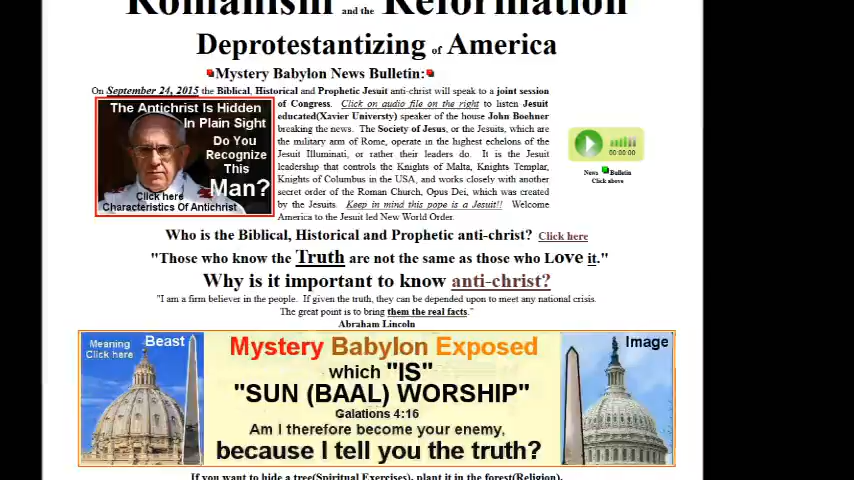 Romanism and the Reformation
Deprotestantizing of America
Mystery Babylon News Bulletin:
On September 24, 2015 the Biblical, Historical and Prophetic Jesuit anti-christ will speak to a joint session
of Congress. Click on audio file on the right to listen Jesuit
educated(Xavier Universty) speaker of the house John Boehner
breaking the news. The Society of Jesus, or the Jesuits, which are
the military arm of Rome, operate in the highest echelons of the
Jesuit Illuminati, or rather their leaders do. It is the Jesuit
leadership that controls the Knights of Malta, Knights Templar,
Knights of Columbus in the USA, and works closely with another
secret order of the Roman Church, Opus Dei, which was created
by the Jesuits. Keep in mind this pope is a Jesuit!! Welcome
America to the Jesuit led New World Order.
The Antichrist Is Hidden
In Plain Sight
Do You
Recognize
This
Man?
Click here
Characteristics Of Antichrist
00:00:00
News Bulletin
Click above
Who is the Biblical, Historical and Prophetic anti-christ? Click here
"Those who know the Truth are not the same as those who Love it."
Why is it important to know anti-christ?
"I am a firm believer in the people. If given the truth, they can be depended upon to meet any national crisis.
The great point is to bring them the real facts."
Abraham Lincoln
Meaning
Click here
Beast
Mystery Babylon Exposed
which "IS"
"SUN (BAAL) WORSHIP"
Galations 4:16
Am I therefore become your enemy,
because I tell you the truth?
Image
If you want to hide a tree(Spiritual Exercises), plant it in the forest(Religion).